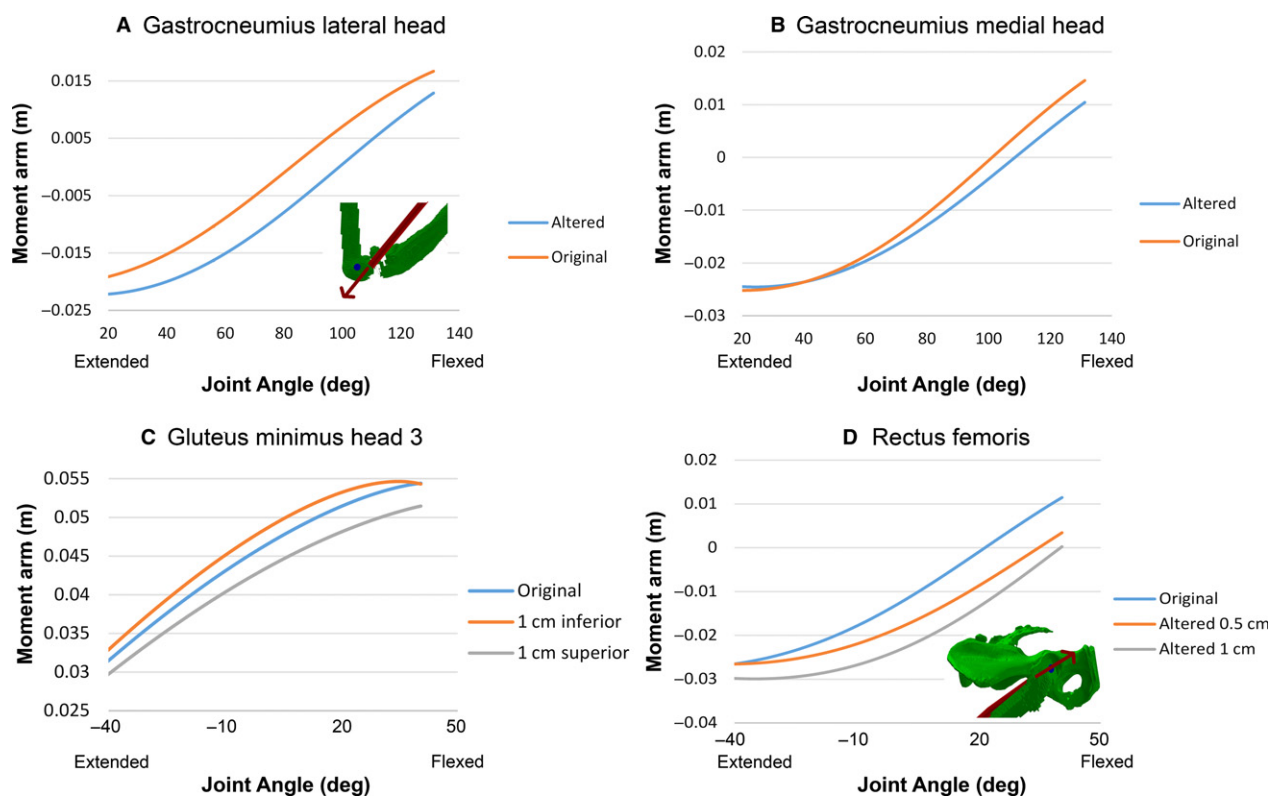 A Gastrocneumius lateral head
Moment arm (m)
0.015
0.005
−0.005
−0.015
−0.025
20 40 60 80 100 120 140
Extended Flexed
Joint Angle (deg)
Altered
Original
B Gastrocneumius medial head
Moment arm (m)
0.02
0.01
0
−0.01
−0.02
−0.03
20 40 60 80 100 120 140
Extended Flexed
Joint Angle (deg)
Altered
Original
C Gluteus minimus head 3
Moment arm (m)
0.055
0.05
0.045
0.04
0.035
0.03
0.025
−40 −10 20 50
Extended Flexed
Joint Angle (deg)
Original
1 cm inferior
1 cm superior
D Rectus femoris
Moment arm (m)
0.02
0.01
0
−0.01
−0.02
−0.03
−0.04
−40 −10 20 50
Extended Flexed
Joint Angle (deg)
Original
Altered 0.5 cm
Altered 1 cm